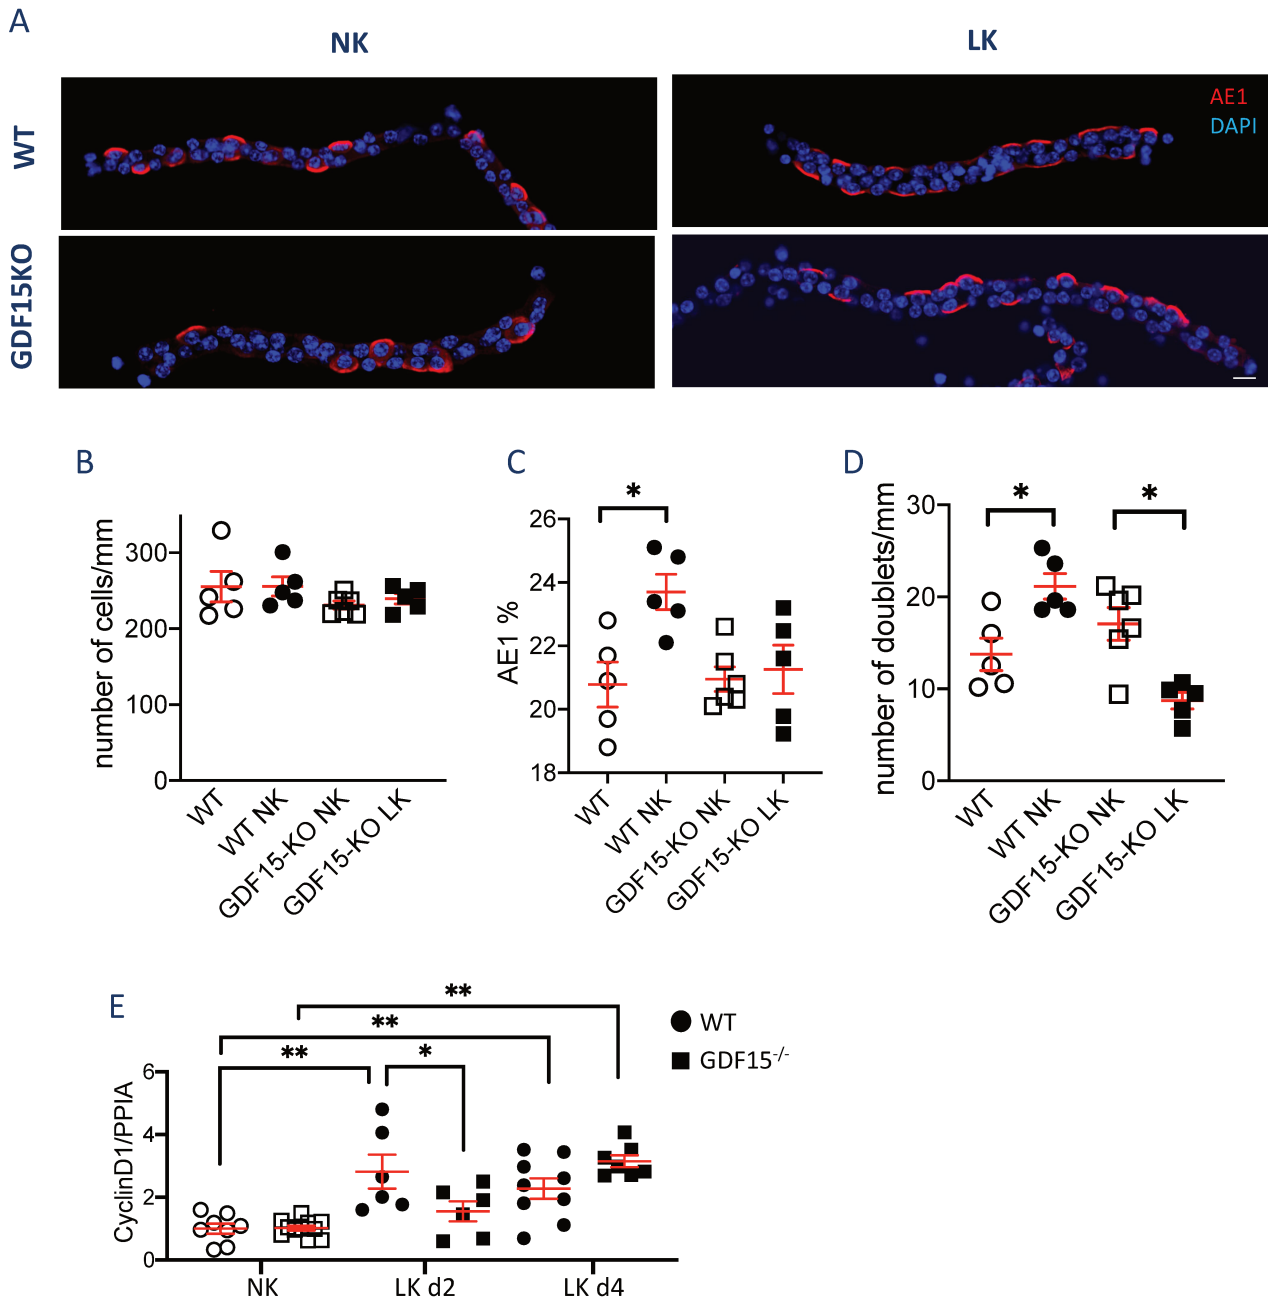 A
NK
LK
WT
AE1
DAPI
GDF15KO
B
number of cells/mm
300
200
100
0
WT
WT NK
GDF15-KO NK
GDF15-KO LK
C
*
AE1 %
26
24
22
20
18
WT
WT NK
GDF15-KO NK
GDF15-KO LK
D
*
*
number of doublets/mm
30
20
10
0
WT
WT NK
GDF15-KO NK
GDF15-KO LK
E
**
**
**
*
WT
GDF15-/-
CyclinD1/PPIA
6
4
2
0
NK
LK d2
LK d4